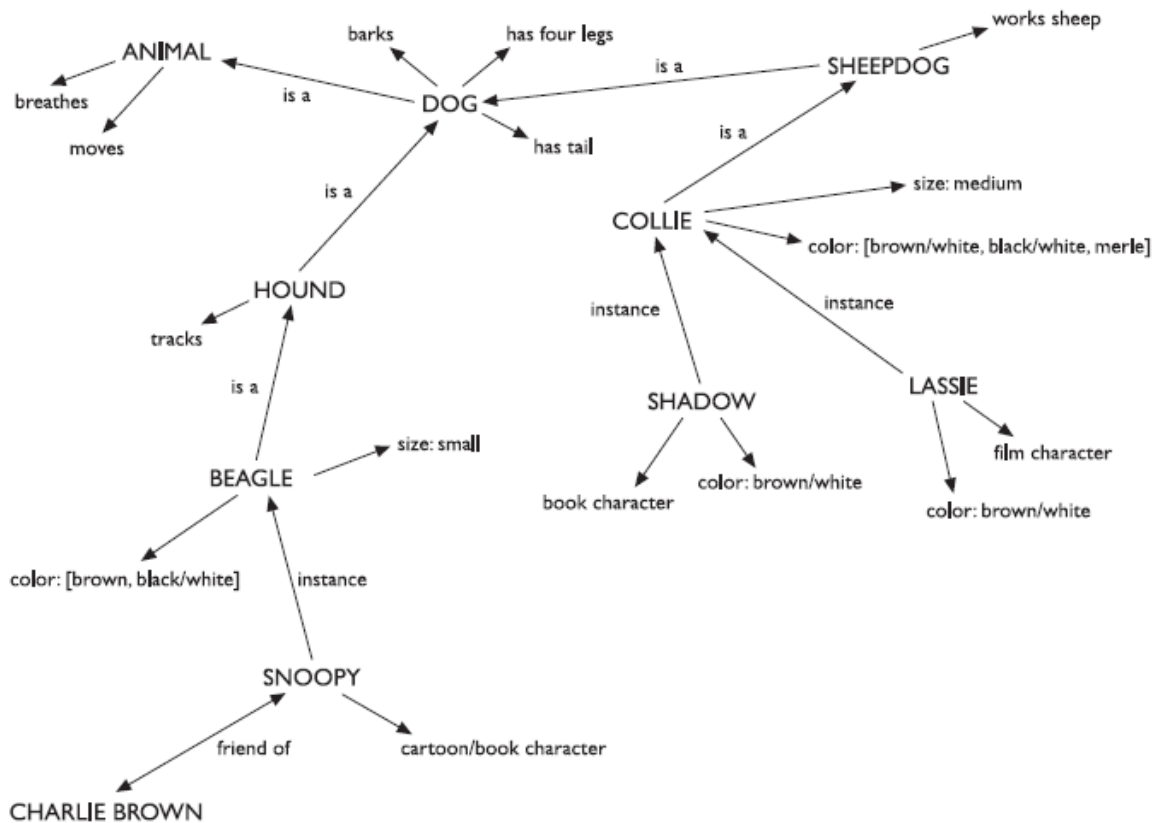 works sheep
barks
has four legs
ANIMAL
is a
SHEEPDOG
breathes
is a
DOG
moves
has tail
is a
is a
size: medium
COLLIE
color: [brown/white, black/white, merle]
HOUND
instance
instance
tracks
is a
SHADOW
LASSIE
size: small
film character
BEAGLE
color: brown/white
book character
color: brown/white
color: [brown, black/white]
instance
SNOOPY
friend of
cartoon/book character
CHARLIE BROWN